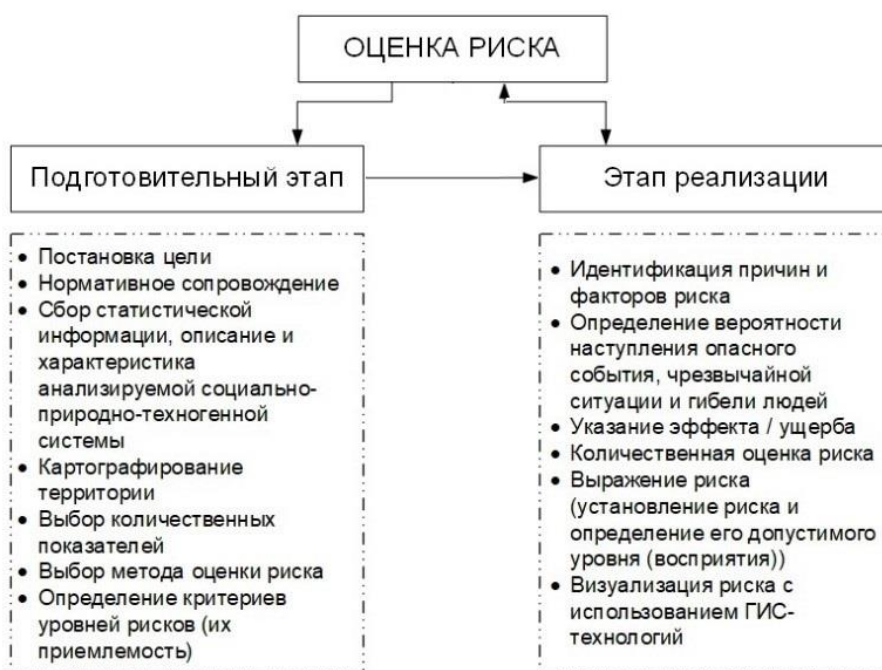 ОЦЕНКА РИСКА
Подготовительный этап
• Постановка цели
• Нормативное сопровождение
• Сбор статистической
информации, описание и
характеристика
анализируемой социально-
природно-техногенной
системы
• Картографирование
территории
• Выбор количественных
показателей
• Выбор метода оценки риска
• Определение критериев
уровней рисков (их
приемлемость)
Этап реализации
• Идентификация причин и
факторов риска
• Определение вероятности
наступления опасного
события, чрезвычайной
ситуации и гибели людей
• Указание эффекта / ущерба
• Количественная оценка риска
• Выражение риска
(установление риска и
определение его допустимого
уровня (восприятия))
• Визуализация риска с
использованием ГИС-
технологий